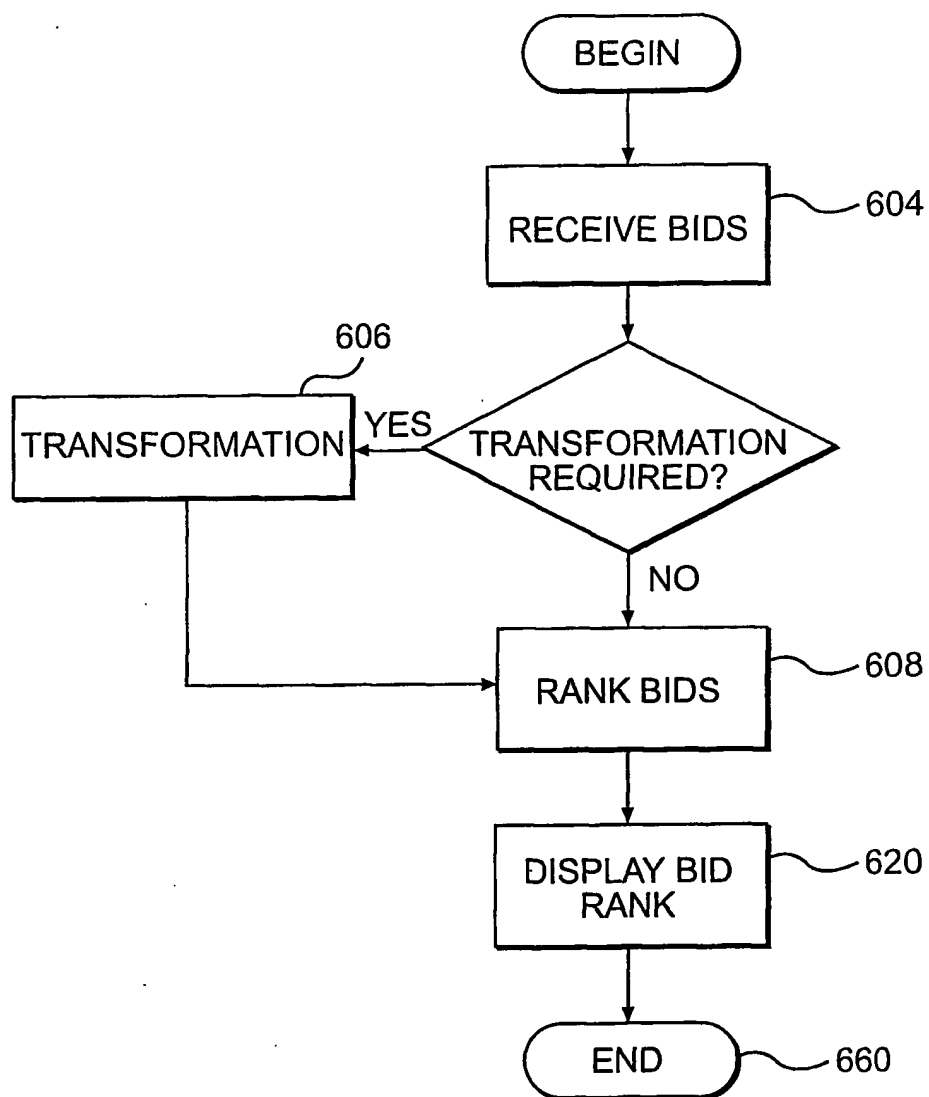 BEGIN
RECEIVE BIDS
604
606
TRANSFORMATION
YES
TRANSFORMATION
REQUIRED?
NO
RANK BIDS
608
DISPLAY BID
RANK
620
END
660